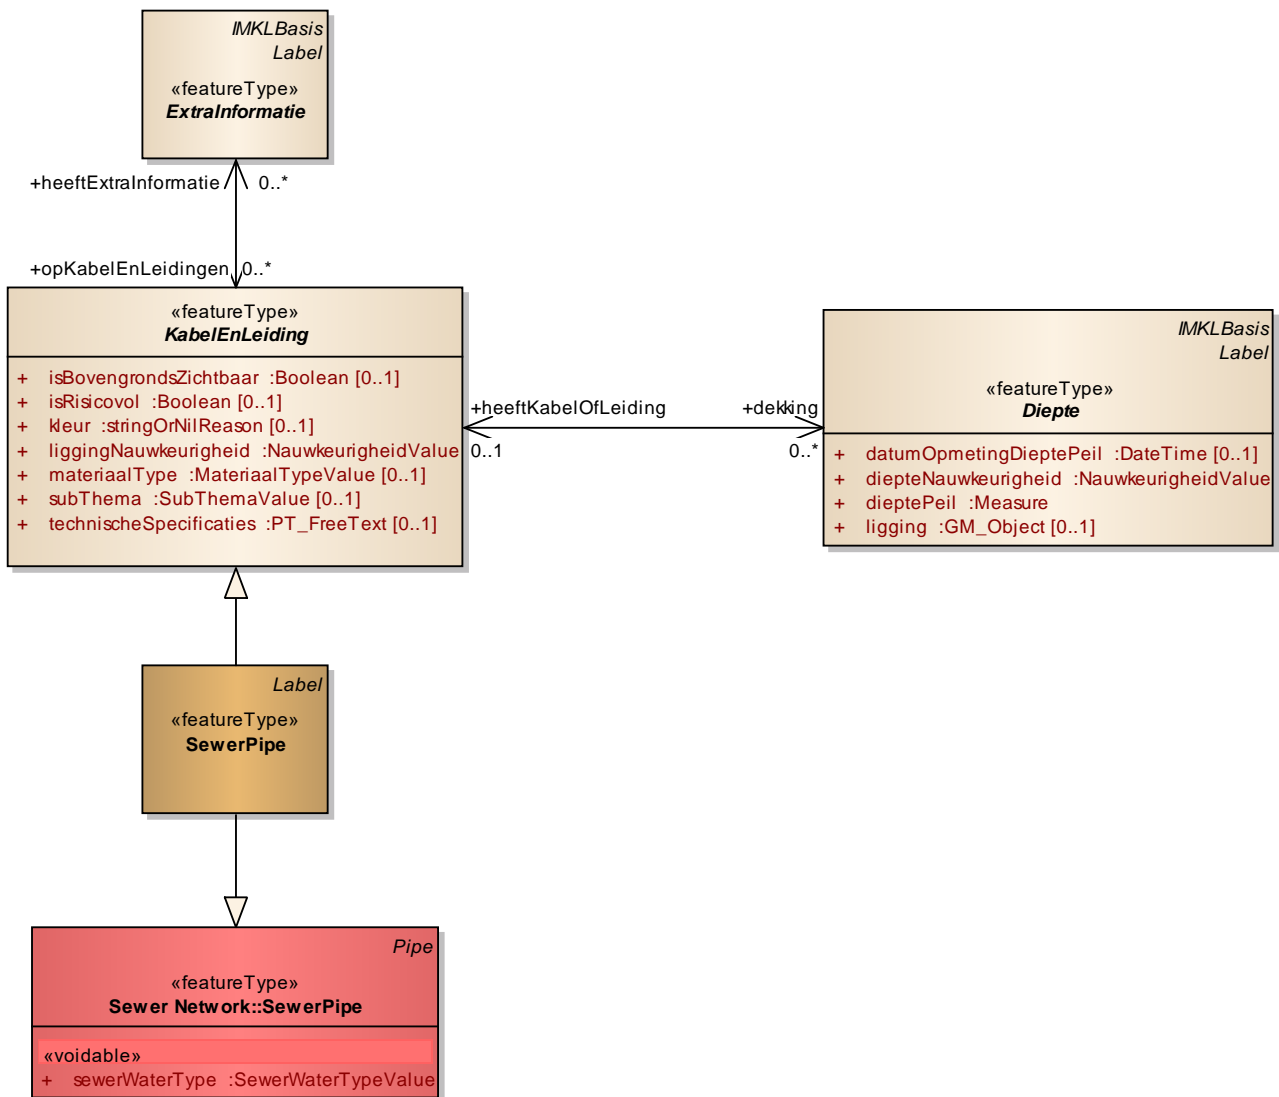 IMKLBasis
Label
«featureType»
ExtraInformatie
+heeftExtraInformatie 0..*
+opKabelEnLeidingen 0..*
«featureType»
KabelEnLeiding
+ isBovengrondsZichtbaar :Boolean [0..1]
+ isRisicovol :Boolean [0..1]
+ kleur :stringOrNilReason [0..1]
+ liggingNauwkeurigheid :NauwkeurigheidValue
+ materiaalType :MateriaalTypeValue [0..1]
+ subThema :SubThemaValue [0..1]
+ technischeSpecificaties :PT_FreeText [0..1]
+heeftKabelOfLeiding
0..1
+dekking
0..*
IMKLBasis
Label
«featureType»
Diepte
+ datumOpmetingDieptePeil :DateTime [0..1]
+ diepteNauwkeurigheid :NauwkeurigheidValue
+ dieptePeil :Measure
+ ligging :GM_Object [0..1]
Label
«featureType»
SewerPipe
Pipe
«featureType»
Sewer Network::SewerPipe
«voidable»
+ sewerWaterType :SewerWaterTypeValue